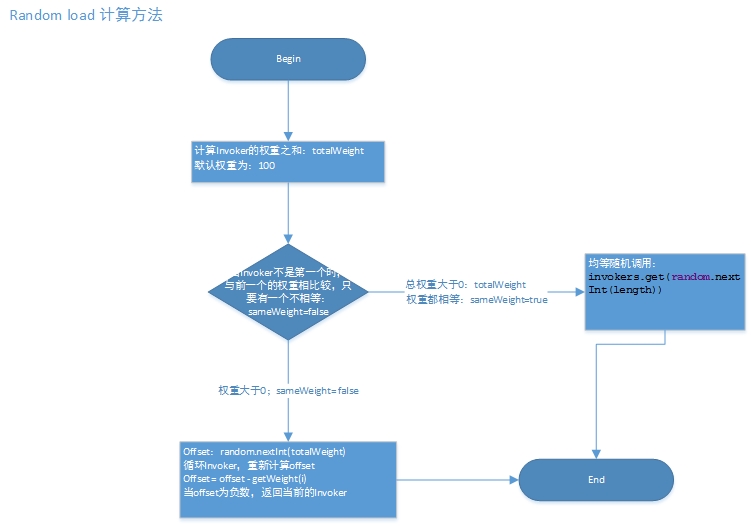 Random load 计算方法
Begin
计算Invoker的权重之和：totalWeight
默认权重为：100
Invoker不是第一个时，
与前一个的权重相比较，只
要有一个不相等：
sameWeight=false
总权重大于0：totalWeight
权重都相等：sameWeight=true
均等随机调用：
invokers.get(random.next
Int(length))
权重大于0；sameWeight=false
Offset：random.nextInt(totalWeight)
循环Invoker，重新计算offset
Offset= offset - getWeight(i)
当offset为负数，返回当前的Invoker
End